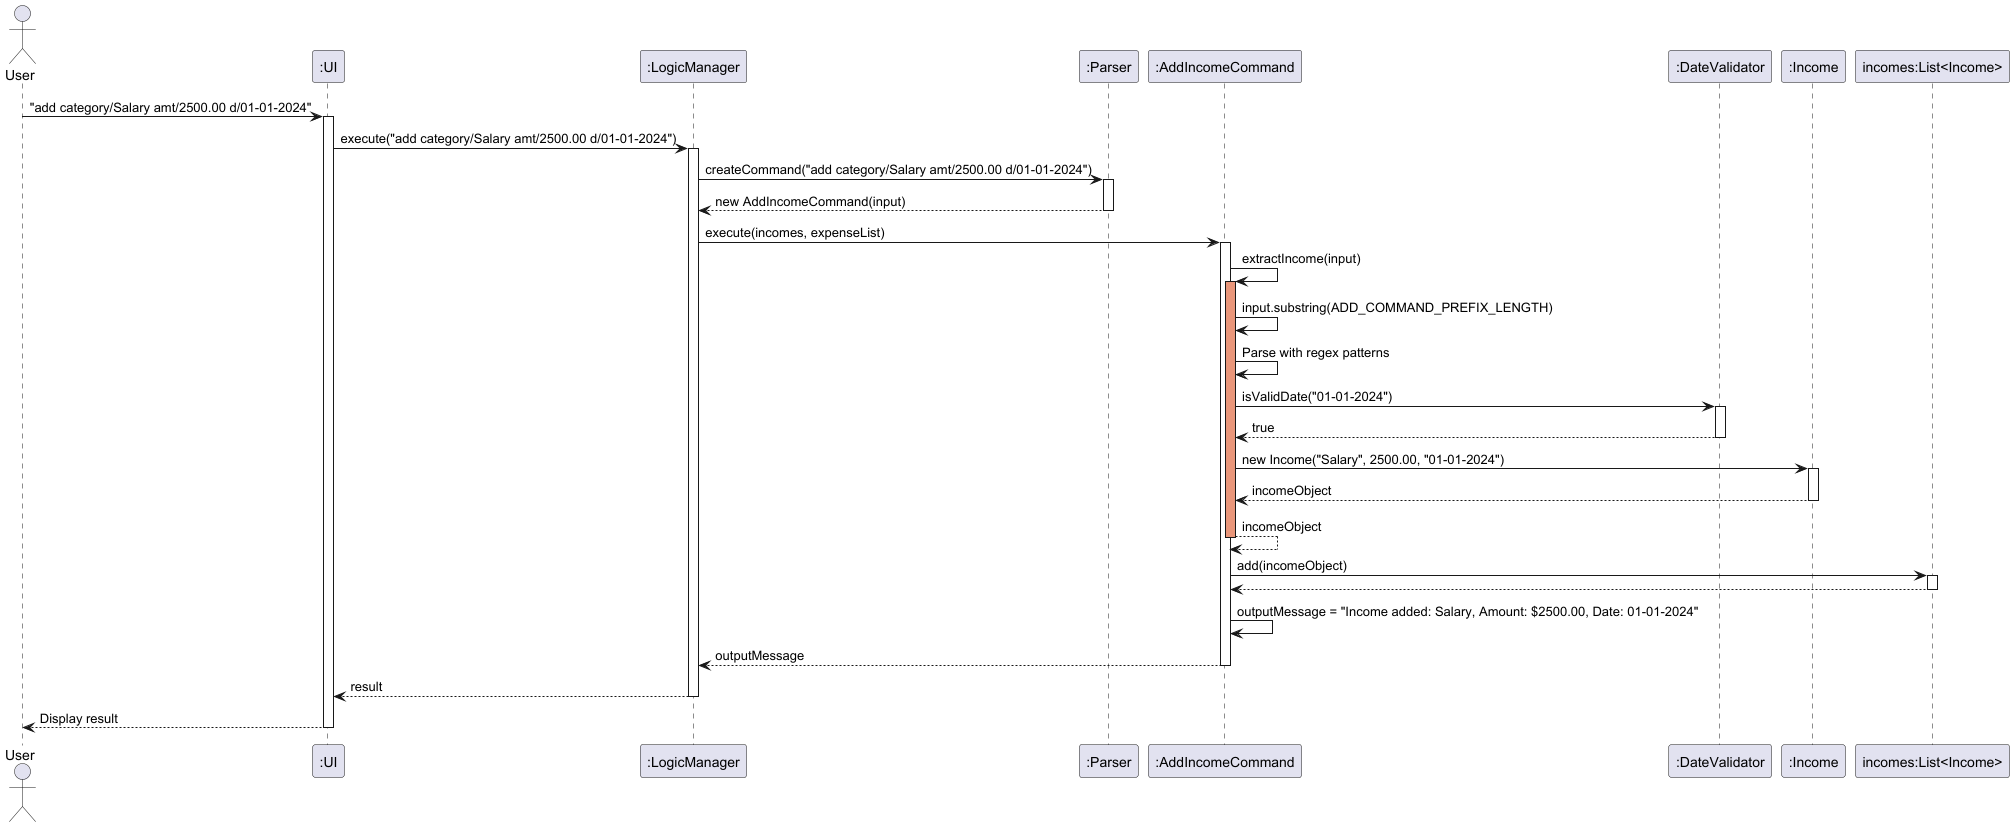 User
:UI
:LogicManager
:Parser
:AddIncomeCommand
:DateValidator
:Income
incomes:List<Income>
"add category/Salary amt/2500.00 d/01-01-2024"
execute("add category/Salary amt/2500.00 d/01-01-2024")
createCommand("add category/Salary amt/2500.00 d/01-01-2024")
new AddIncomeCommand(input)
execute(incomes, expenseList)
extractIncome(input)
input.substring(ADD_COMMAND_PREFIX_LENGTH)
Parse with regex patterns
isValidDate("01-01-2024")
true
new Income("Salary", 2500.00, "01-01-2024")
incomeObject
incomeObject
add(incomeObject)
outputMessage = "Income added: Salary, Amount: $2500.00, Date: 01-01-2024"
outputMessage
result
Display result
User
:UI
:LogicManager
:Parser
:AddIncomeCommand
:DateValidator
:Income
incomes:List<Income>